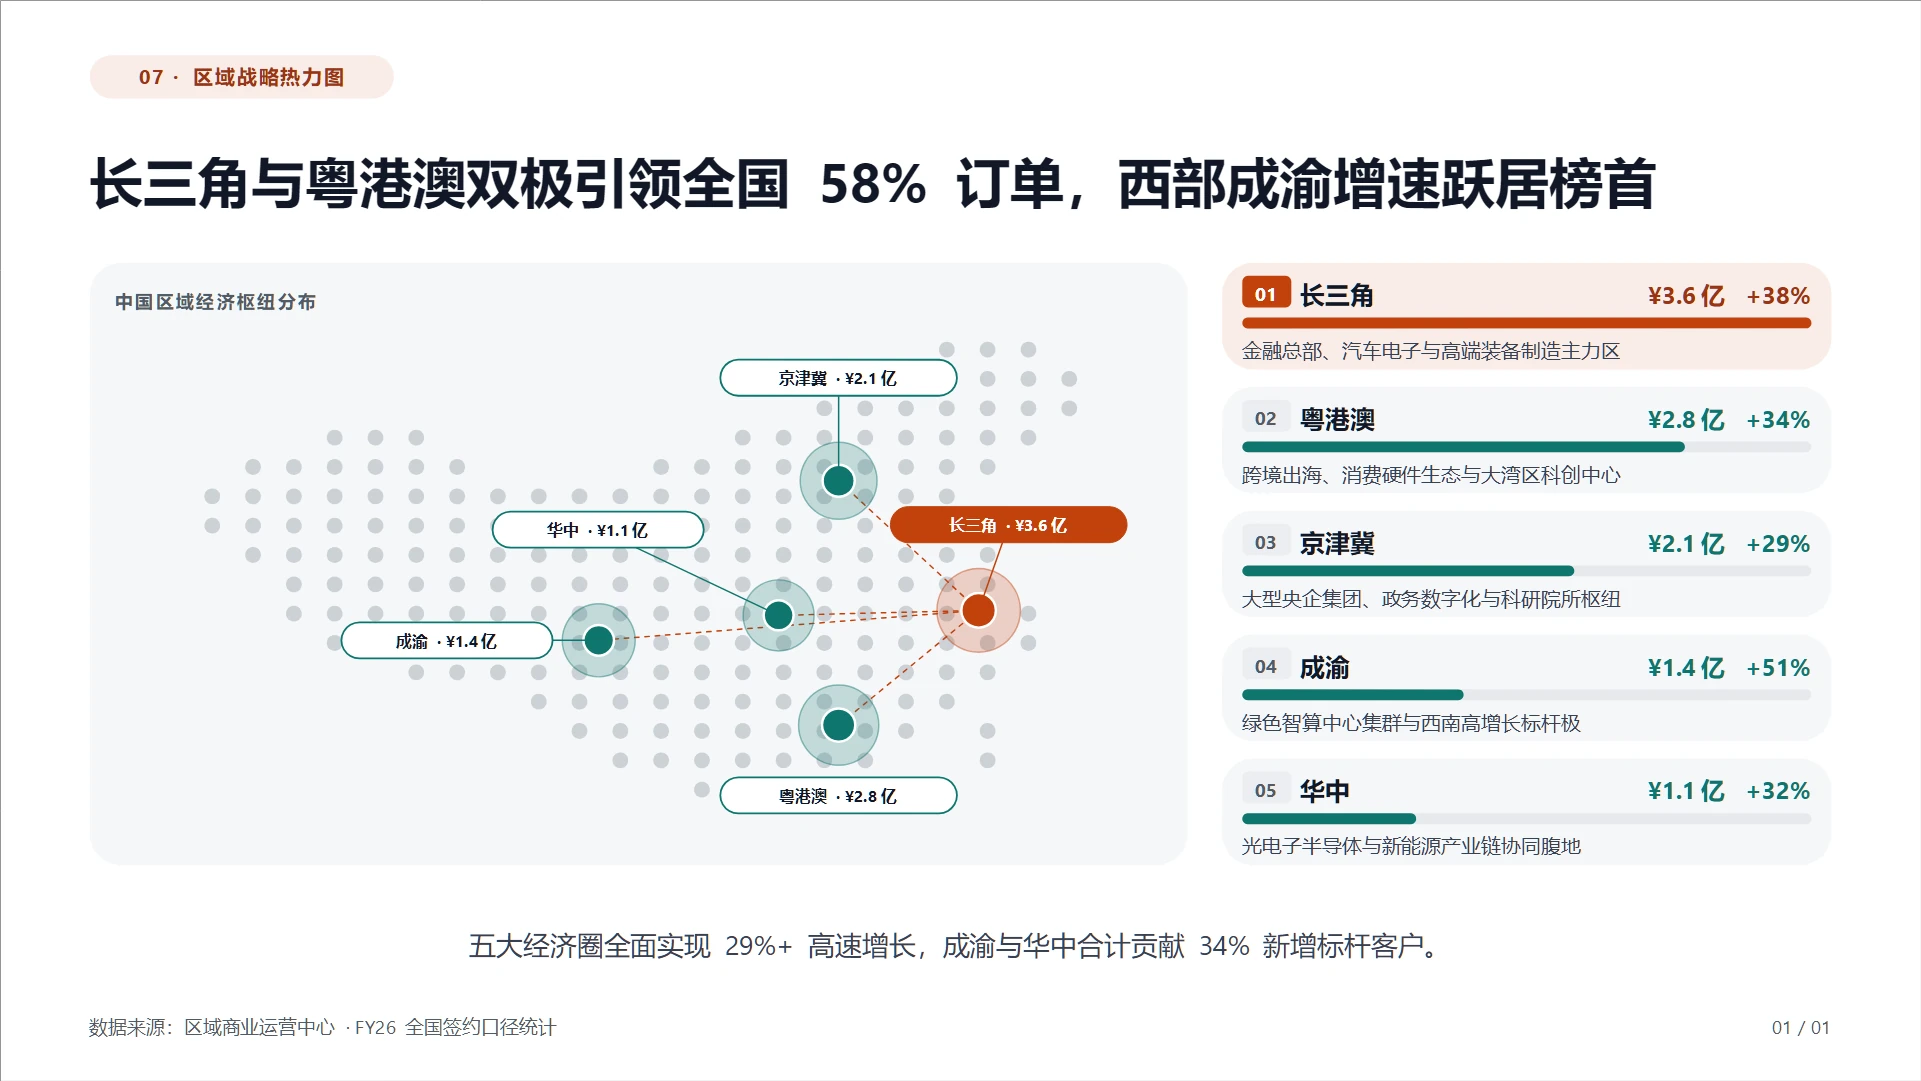 07 · 区域战略热力图
长三角与粤港澳双极引领全国 58% 订单，西部成渝增速跃居榜首
中国区域经济枢纽分布
京津冀 · ¥2.1 亿
长三角 · ¥3.6 亿
华中 · ¥1.1 亿
成渝 · ¥1.4 亿
粤港澳 · ¥2.8 亿
01 长三角 ¥3.6 亿 +38%
金融总部、汽车电子与高端装备制造主力区
02 粤港澳 ¥2.8 亿 +34%
跨境出海、消费硬件生态与大湾区科创中心
03 京津冀 ¥2.1 亿 +29%
大型央企集团、政务数字化与科研院所枢纽
04 成渝 ¥1.4 亿 +51%
绿色智算中心集群与西南高增长标杆极
05 华中 ¥1.1 亿 +32%
光电子半导体与新能源产业链协同腹地
五大经济圈全面实现 29%+ 高速增长，成渝与华中合计贡献 34% 新增标杆客户。
数据来源：区域商业运营中心 · FY26 全国签约口径统计
01 / 01